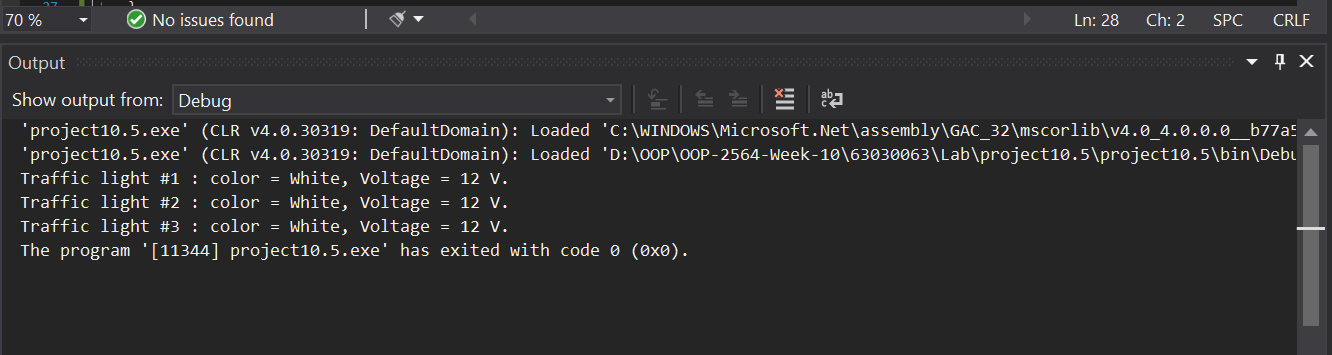 27
70 % No issues found Ln: 28 Ch: 2 SPC CRLF
Output
Show output from: Debug
'project10.5.exe' (CLR v4.0.30319: DefaultDomain): Loaded 'C:\WINDOWS\Microsoft.Net\assembly\GAC_32\mscorlib\v4.0_4.0.0.0__b77a5
'project10.5.exe' (CLR v4.0.30319: DefaultDomain): Loaded 'D:\OOP\OOP-2564-Week-10\63030063\Lab\project10.5\project10.5\bin\Debu
Traffic light #1 : color = White, Voltage = 12 V.
Traffic light #2 : color = White, Voltage = 12 V.
Traffic light #3 : color = White, Voltage = 12 V.
The program '[11344] project10.5.exe' has exited with code 0 (0x0).